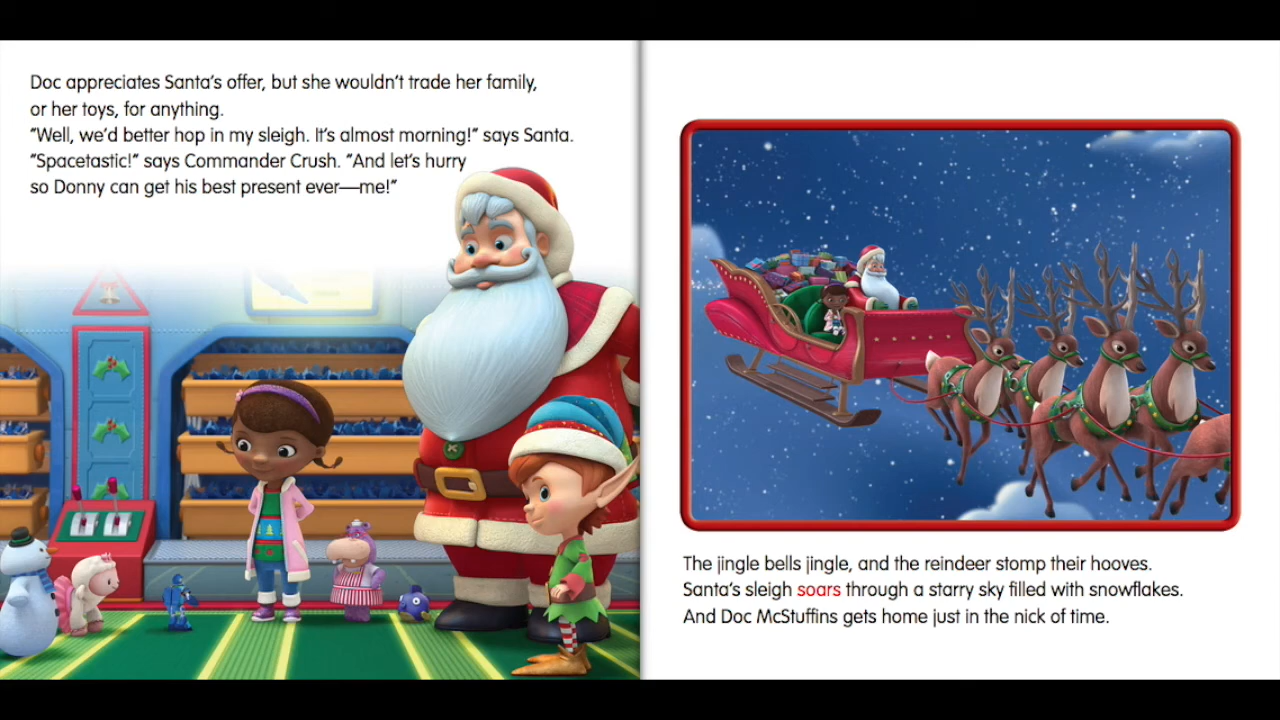 Doc appreciates Santa's offer, but she wouldn't trade her family,
or her toys, for anything.
"Well, we'd better hop in my sleigh. It's almost morning!" says Santa.
"Spacetastic!" says Commander Crush. "And let's hurry
so Donny can get his best present ever—me!"
The jingle bells jingle, and the reindeer stomp their hooves.
Santa's sleigh soars through a starry sky filled with snowflakes.
And Doc McStuffins gets home just in the nick of time.